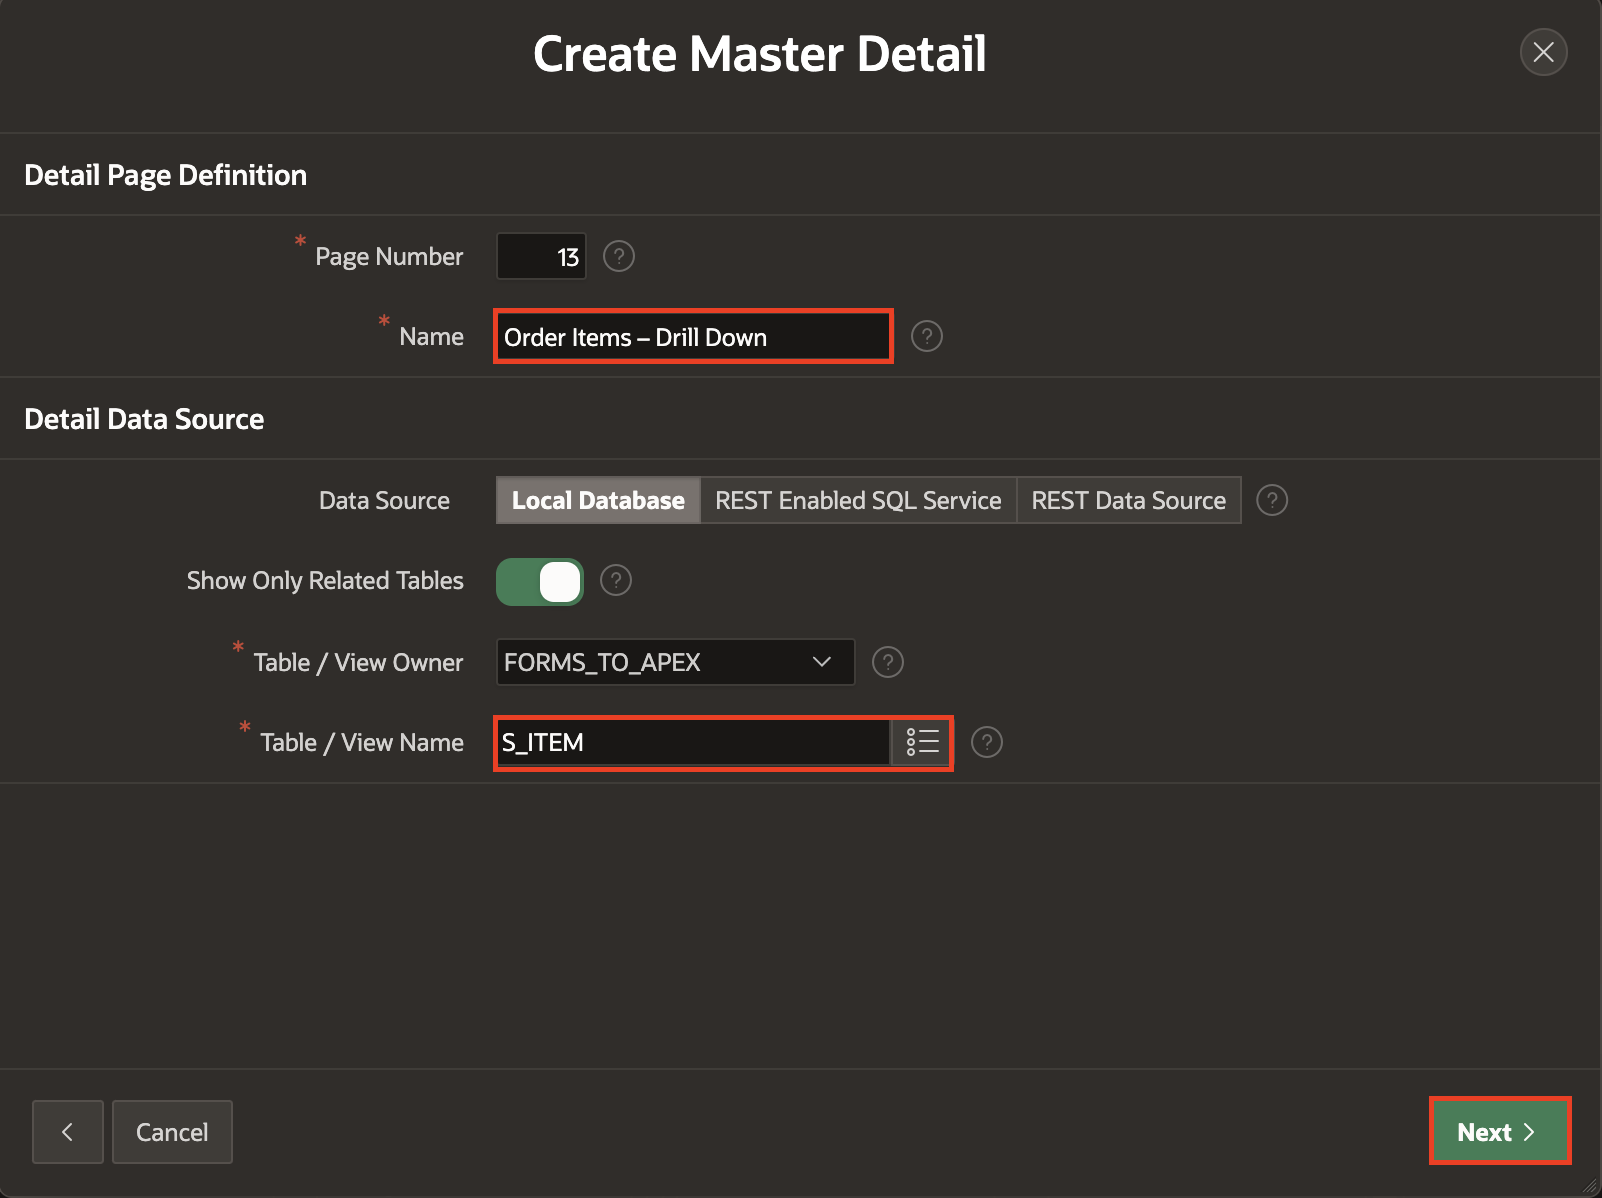 Create Master Detail
Detail Page Definition
* Page Number 13 ?
* Name Order Items – Drill Down ?
Detail Data Source
Data Source Local Database REST Enabled SQL Service REST Data Source ?
Show Only Related Tables ?
* Table / View Owner FORMS_TO_APEX ?
* Table / View Name S_ITEM ?
Cancel Next